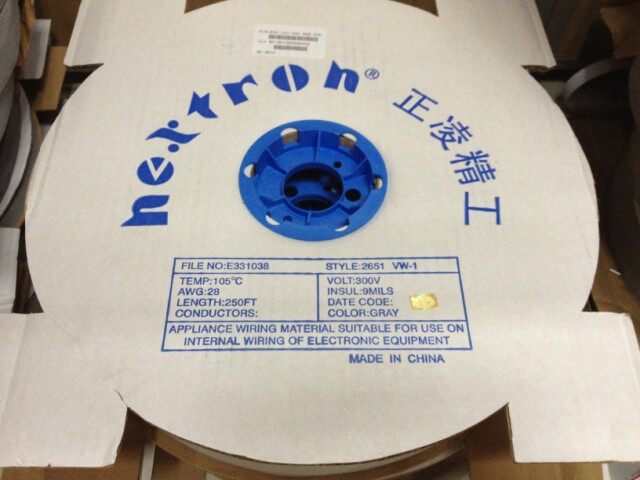 nextron®
正凌精工
FILE NO:E331038 STYLE:2651 VW-1
TEMP:105°C VOLT:300V
AWG:28 INSUL:9MILS
LENGTH:250FT DATE CODE:
CONDUCTORS: COLOR:GRAY
APPLIANCE WIRING MATERIAL SUITABLE FOR USE ON
INTERNAL WIRING OF ELECTRONIC EQUIPMENT
MADE IN CHINA